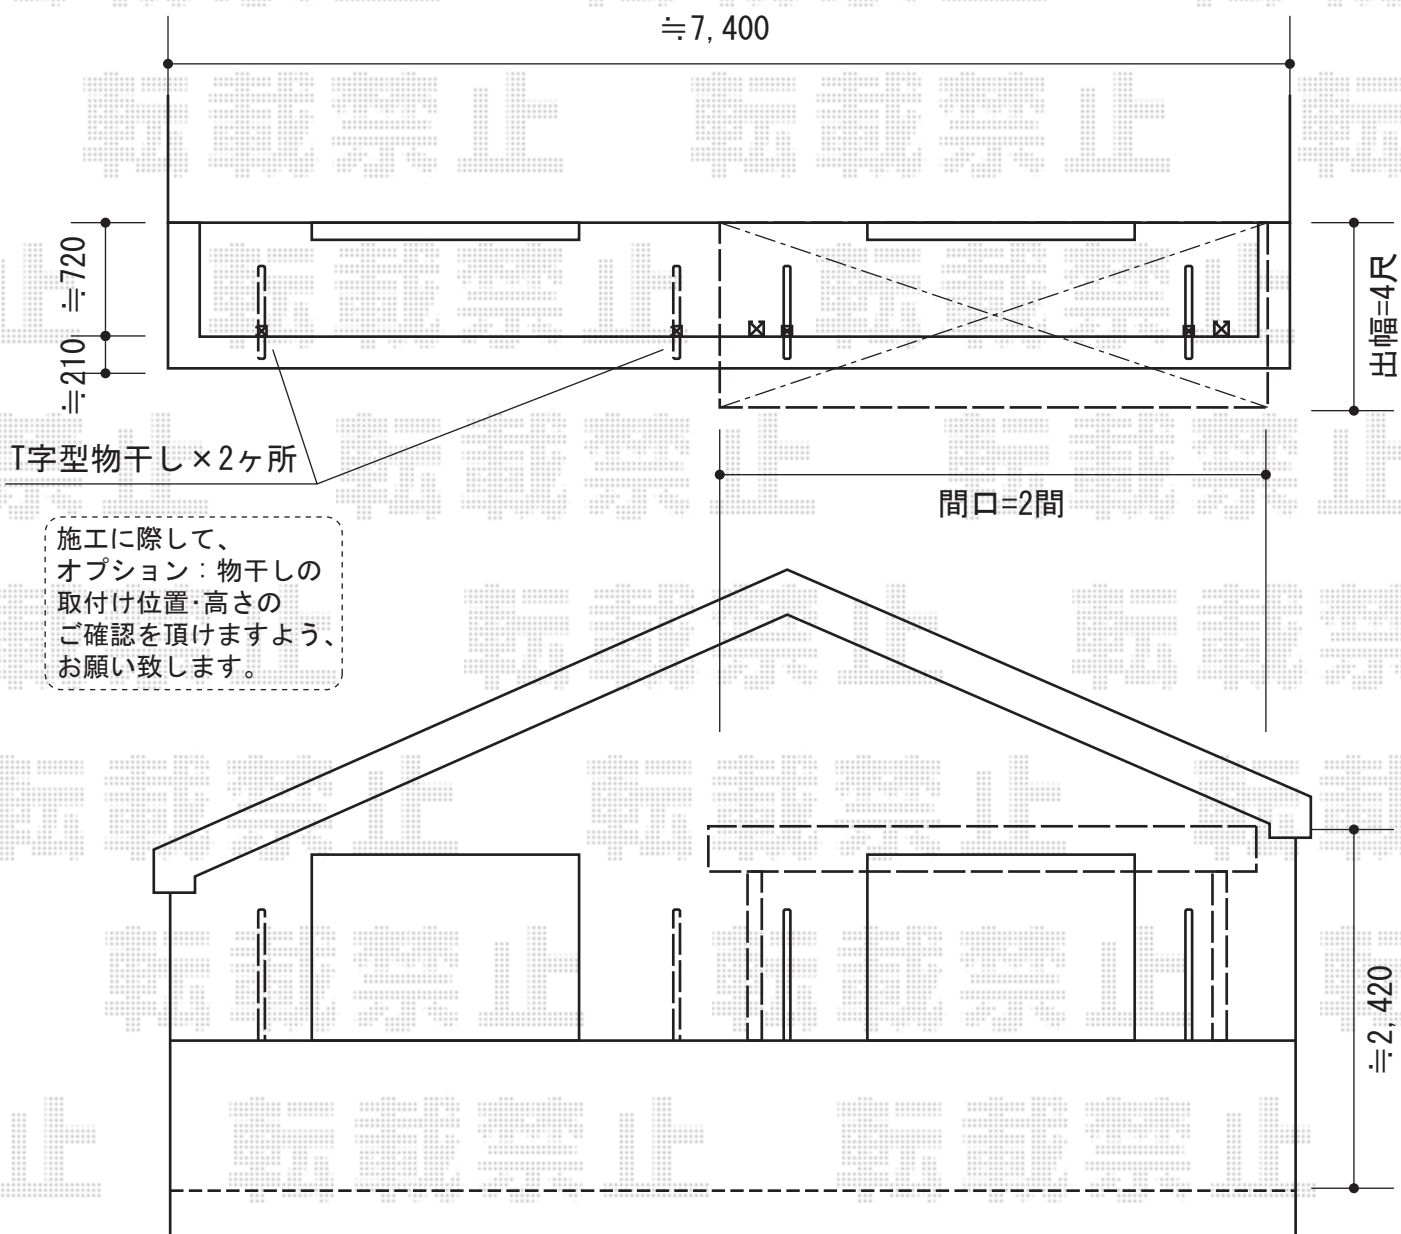 ≒7,400
≒720
≒210
出幅=4尺
T字型物干し×2ヶ所
間口=2間
施工に際して、
オプション：物干しの
取付け位置・高さの
ご確認を頂けますよう、
お願い致します。
≒2,420
転載禁止